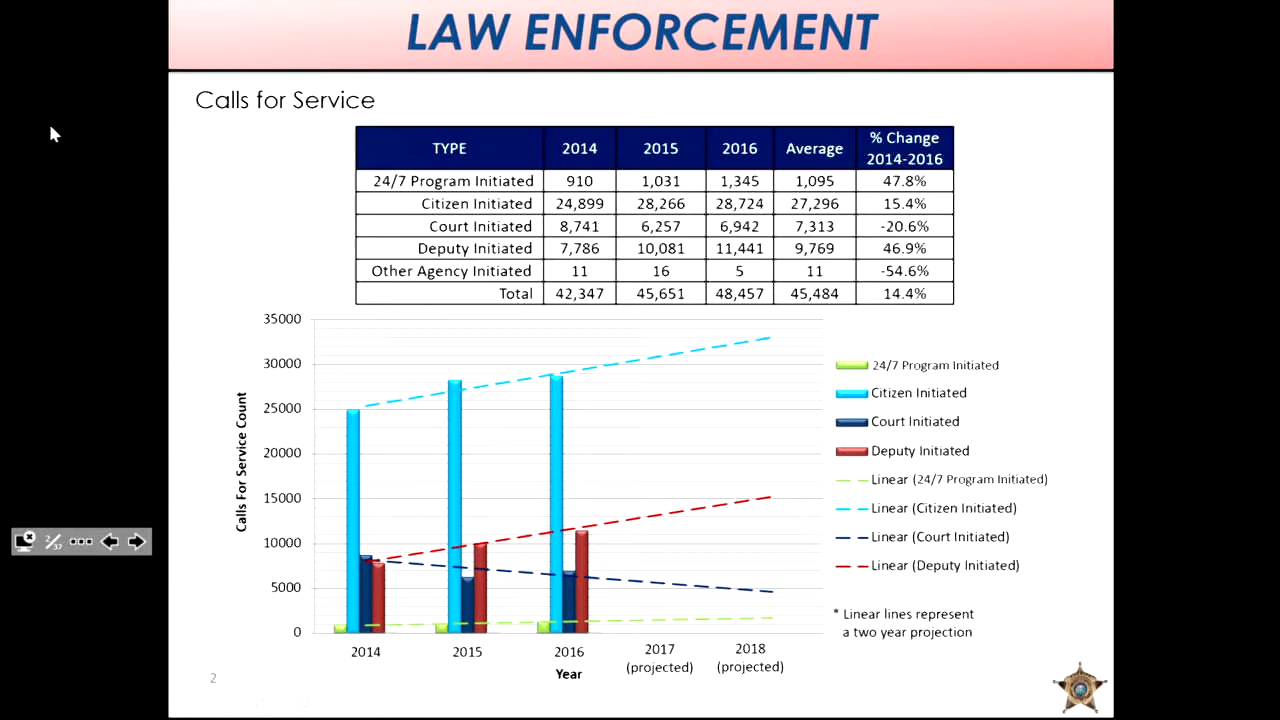 LAW ENFORCEMENT
Calls for Service
TYPE 2014 2015 2016 Average % Change 2014-2016
24/7 Program Initiated 910 1,031 1,345 1,095 47.8%
Citizen Initiated 24,899 28,266 28,724 27,296 15.4%
Court Initiated 8,741 6,257 6,942 7,313 -20.6%
Deputy Initiated 7,786 10,081 11,441 9,769 46.9%
Other Agency Initiated 11 16 5 11 -54.6%
Total 42,347 45,651 48,457 45,484 14.4%
Calls For Service Count
35000
30000
25000
20000
15000
10000
5000
0
2014 2015 2016 2017 (projected) 2018 (projected)
Year
24/7 Program Initiated
Citizen Initiated
Court Initiated
Deputy Initiated
Linear (24/7 Program Initiated)
Linear (Citizen Initiated)
Linear (Court Initiated)
Linear (Deputy Initiated)
* Linear lines represent
a two year projection
2/37
2